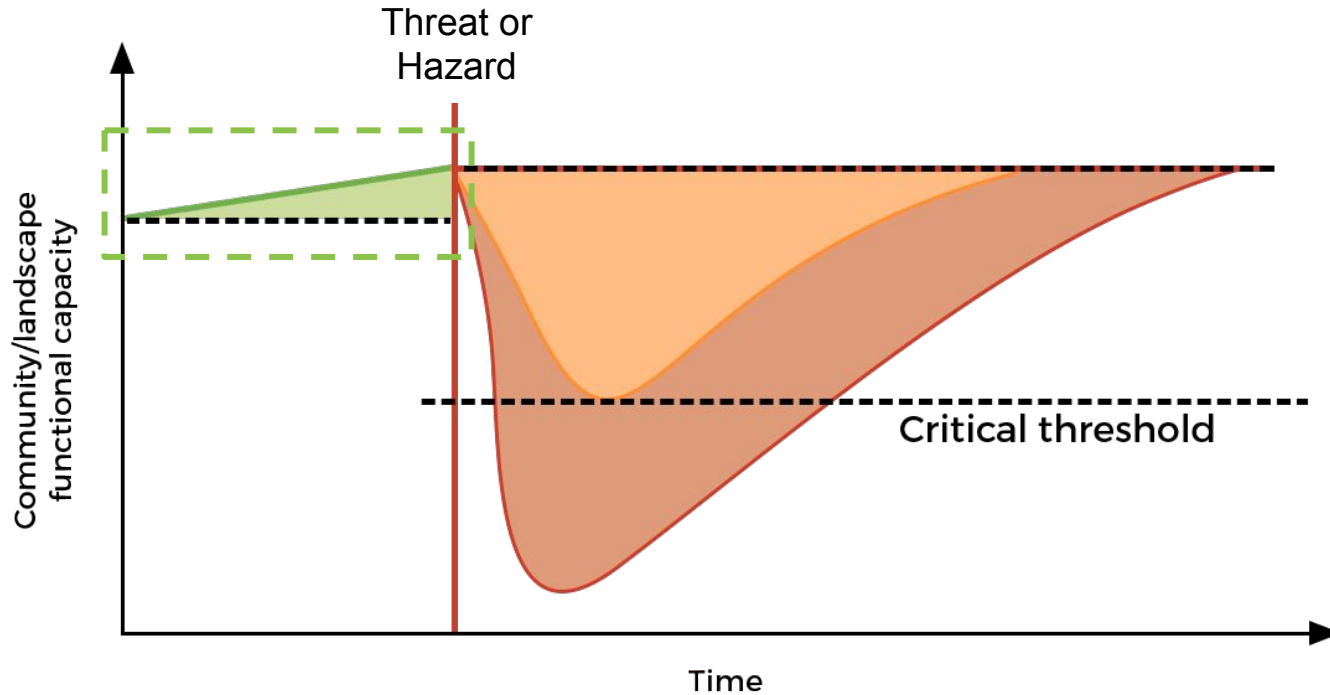 Threat or
Hazard
Community/landscape
functional capacity
Critical threshold
Time